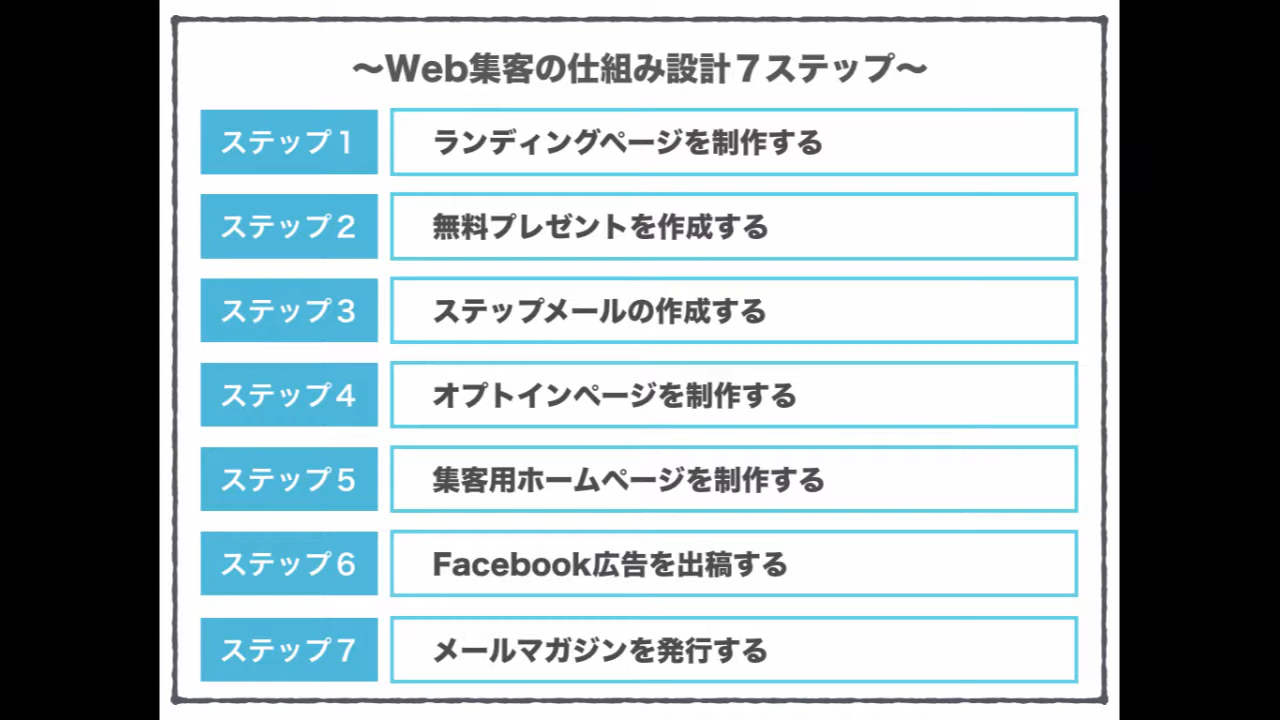 〜Web集客の仕組み設計７ステップ〜
ステップ１ ランディングページを制作する
ステップ２ 無料プレゼントを作成する
ステップ３ ステップメールの作成する
ステップ４ オプトインページを制作する
ステップ５ 集客用ホームページを制作する
ステップ６ Facebook広告を出稿する
ステップ７ メールマガジンを発行する